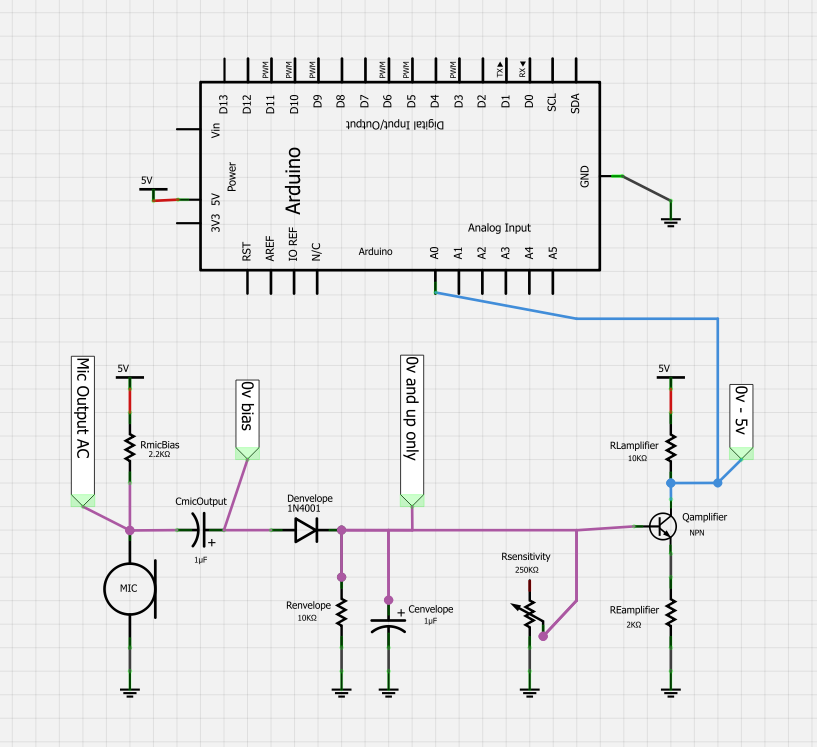 D13 D12 D11 D10 D9 D8 D7 D6 D5 D4 D3 D2 D1 D0 SCL SDA
PWM PWM PWM PWM PWM PWM TX▶ RX◀
Digital Input/Output
Vin
Power
5V
5V
3V3
Arduino
GND
Analog Input
RST AREF IO REF N/C
Arduino
A0 A1 A2 A3 A4 A5
Mic Output AC
5V
RmicBias
2.2KΩ
0v bias
0v and up only
5V
RLamplifier
10KΩ
0v - 5v
CmicOutput
+
1µF
Denvelope
1N4001
Qamplifier
NPN
MIC
Renvelope
10KΩ
+
Cenvelope
1µF
Rsensitivity
250KΩ
REamplifier
2KΩ